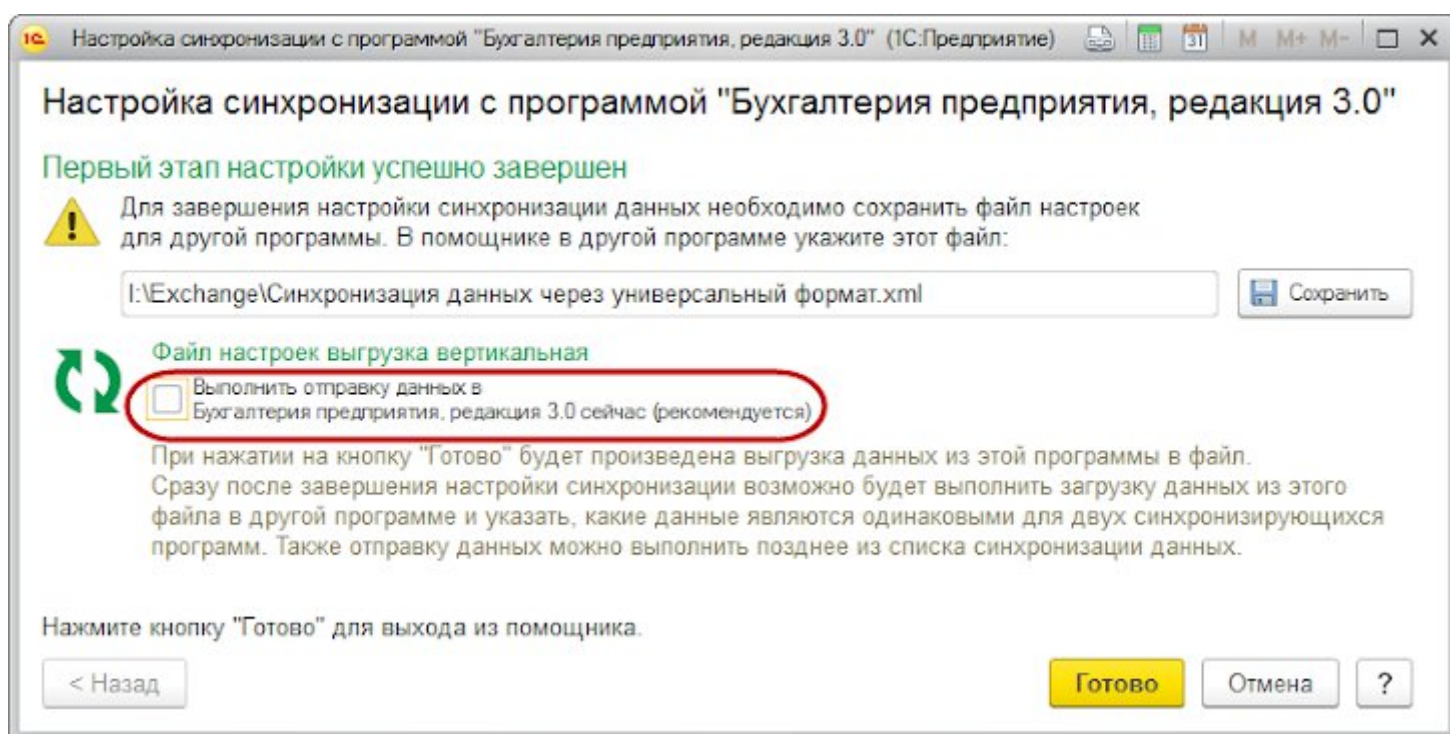 1С Настройка синхронизации с программой "Бухгалтерия предприятия, редакция 3.0" (1С:Предприятие) 31 M M+ M-
Настройка синхронизации с программой "Бухгалтерия предприятия, редакция 3.0"
Первый этап настройки успешно завершен
Для завершения настройки синхронизации данных необходимо сохранить файл настроек
для другой программы. В помощнике в другой программе укажите этот файл:
I:\Exchange\Синхронизация данных через универсальный формат.xml Сохранить
Файл настроек выгрузка вертикальная
Выполнить отправку данных в
Бухгалтерия предприятия, редакция 3.0 сейчас (рекомендуется)
При нажатии на кнопку "Готово" будет произведена выгрузка данных из этой программы в файл.
Сразу после завершения настройки синхронизации возможно будет выполнить загрузку данных из этого
файла в другой программе и указать, какие данные являются одинаковыми для двух синхронизирующихся
программ. Также отправку данных можно выполнить позднее из списка синхронизации данных.
Нажмите кнопку "Готово" для выхода из помощника.
< Назад Готово Отмена ?